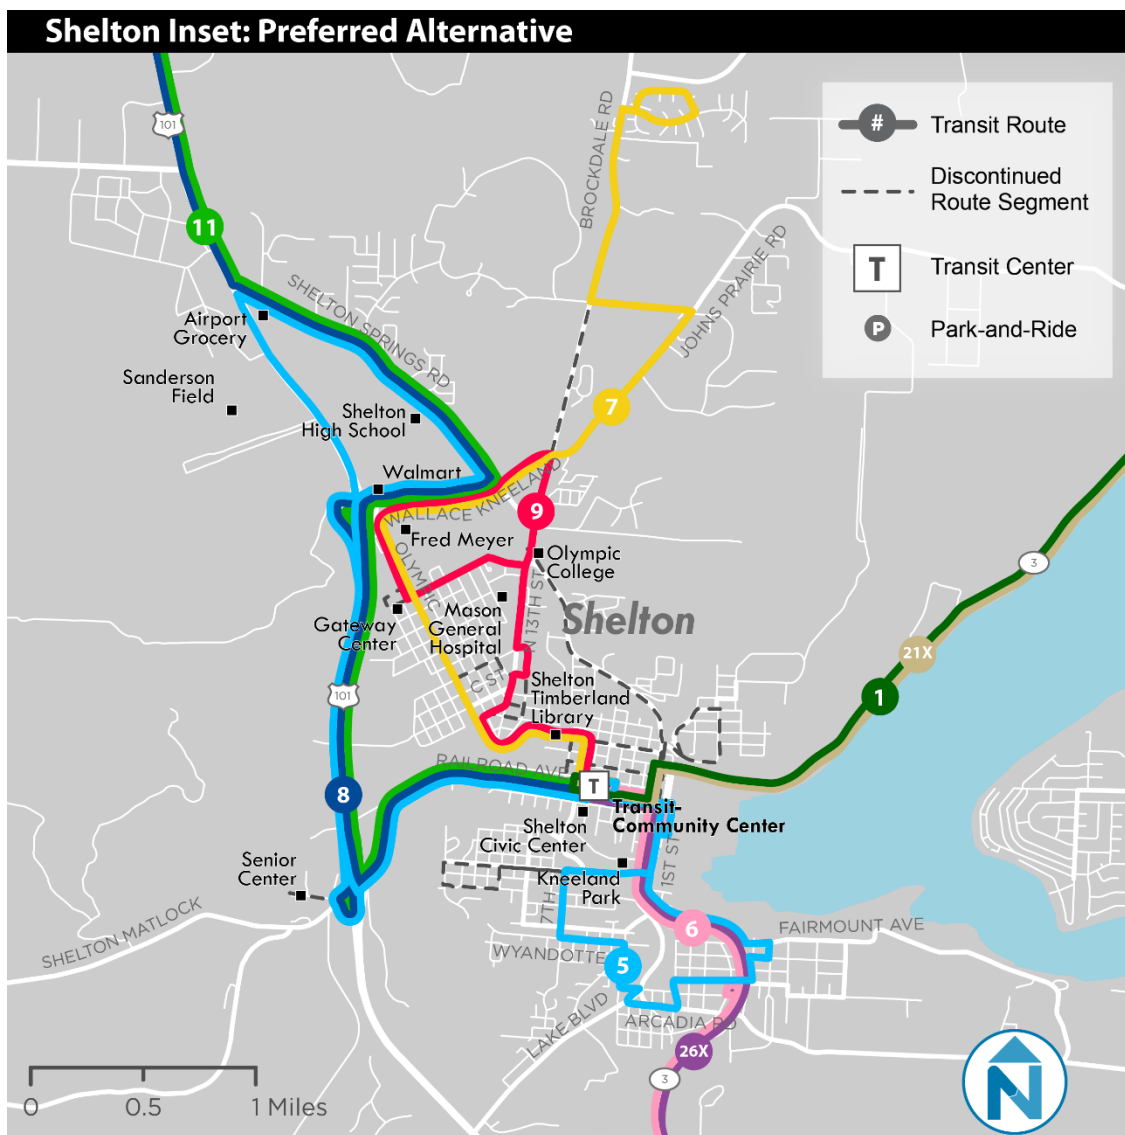 Shelton Inset: Preferred Alternative
#
Transit Route
Discontinued
Route Segment
T
Transit Center
P
Park-and-Ride
101
11
BROCKDALE RD
JOHNS PRAIRIE RD
SHELTON SPRINGS RD
Airport
Grocery
Sanderson
Field
Shelton
High School
7
Walmart
WALLACE KNEELAND
9
Fred Meyer
OLYMPIC
Olympic
College
3
N 13TH ST
Mason
General
Hospital
Gateway
Center
Shelton
21X
1
C ST
Shelton
Timberland
Library
101
RAILROAD AVE
T
8
Transit-
Community Center
Shelton
Civic Center
1ST ST
Senior
Center
Kneeland
Park
7TH
SHELTON MATLOCK
6
FAIRMOUNT AVE
WYANDOTTE
5
LAKE BLVD
ARCADIA RD
26X
3
0
0.5
1 Miles
N